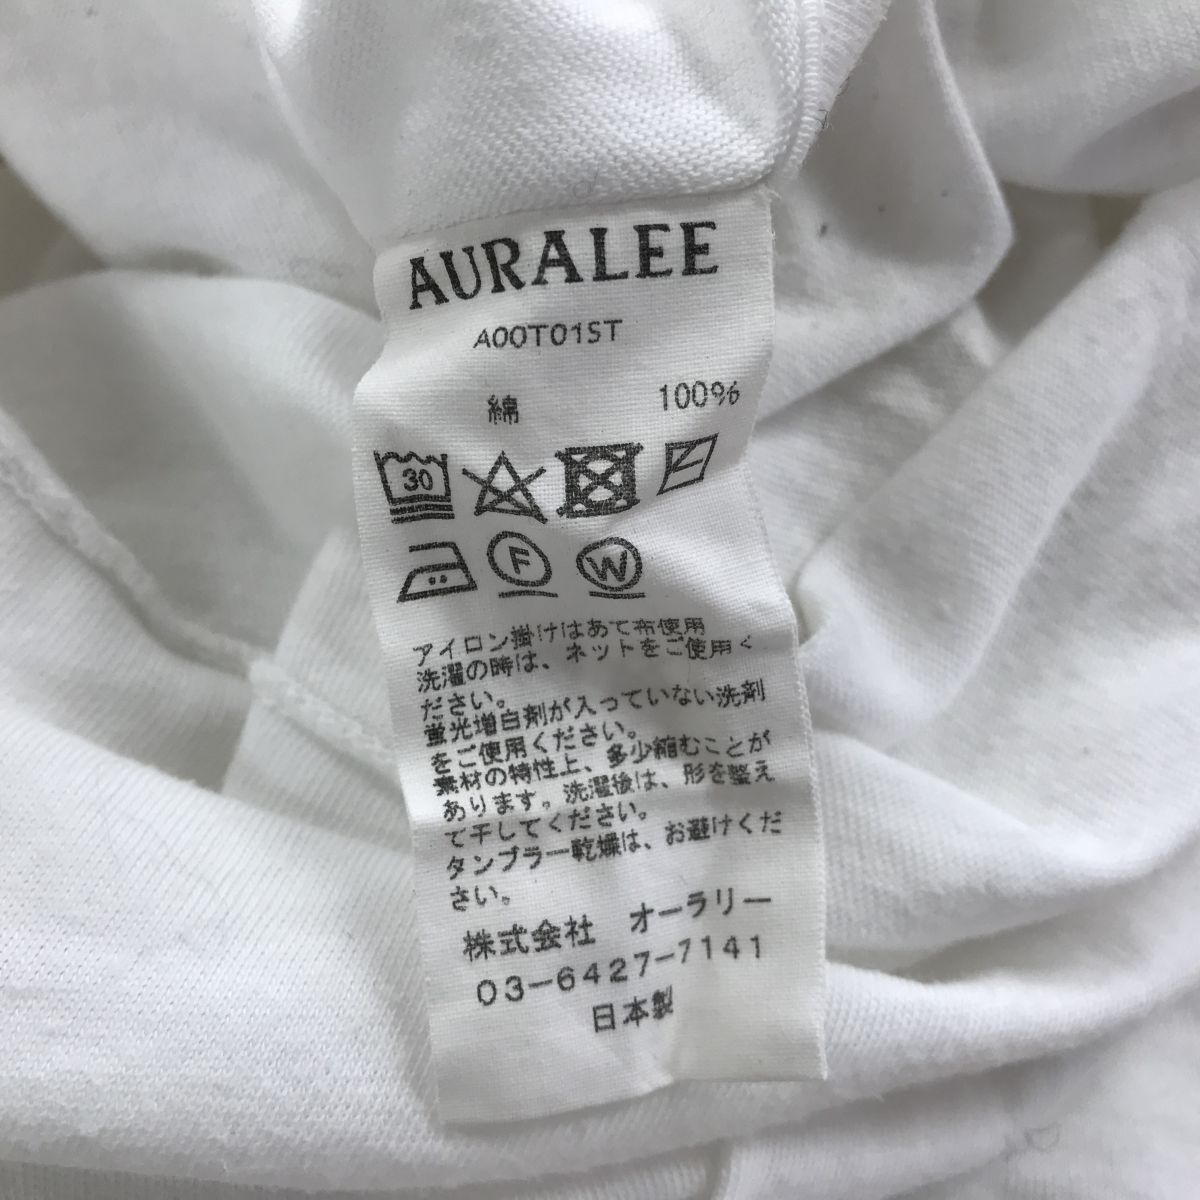 AURALEE
A00T01ST
綿 100%
30
F W
アイロン掛けはあて布使用
洗濯の時は、ネットをご使用く
ださい。
蛍光増白剤が入っていない洗剤
をご使用ください。
素材の特性上、多少縮むことが
あります。洗濯後は、形を整え
て干してください。
タンブラー乾燥は、お避けくだ
さい。
株式会社 オーラリー
03-6427-7141
日本製